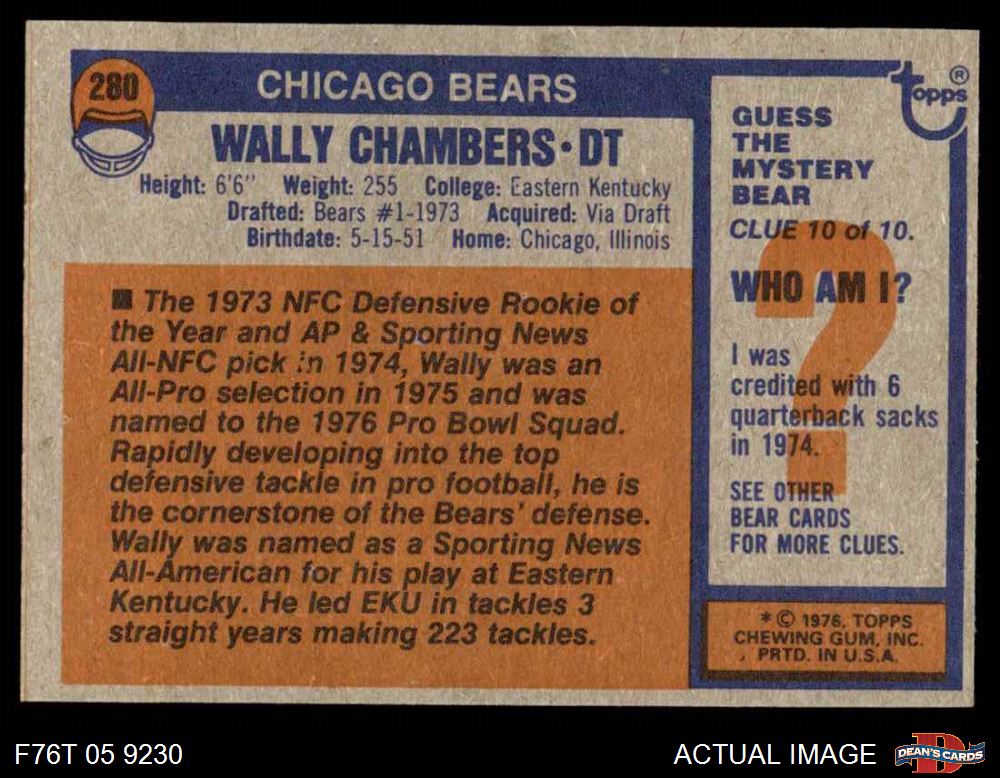 280
CHICAGO BEARS
WALLY CHAMBERS·DT
Height: 6'6" Weight: 255 College: Eastern Kentucky
Drafted: Bears #1-1973 Acquired: Via Draft
Birthdate: 5-15-51 Home: Chicago, Illinois
■ The 1973 NFC Defensive Rookie of
the Year and AP & Sporting News
All-NFC pick in 1974, Wally was an
All-Pro selection in 1975 and was
named to the 1976 Pro Bowl Squad.
Rapidly developing into the top
defensive tackle in pro football, he is
the cornerstone of the Bears' defense.
Wally was named as a Sporting News
All-American for his play at Eastern
Kentucky. He led EKU in tackles 3
straight years making 223 tackles.
topps®
GUESS
THE
MYSTERY
BEAR
CLUE 10 of 10.
WHO AM I?
?
I was
credited with 6
quarterback sacks
in 1974.
SEE OTHER
BEAR CARDS
FOR MORE CLUES.
* © 1976, TOPPS
CHEWING GUM, INC.
PRTD. IN U.S.A.
F76T 05 9230
ACTUAL IMAGE
D
DEAN'S CARDS